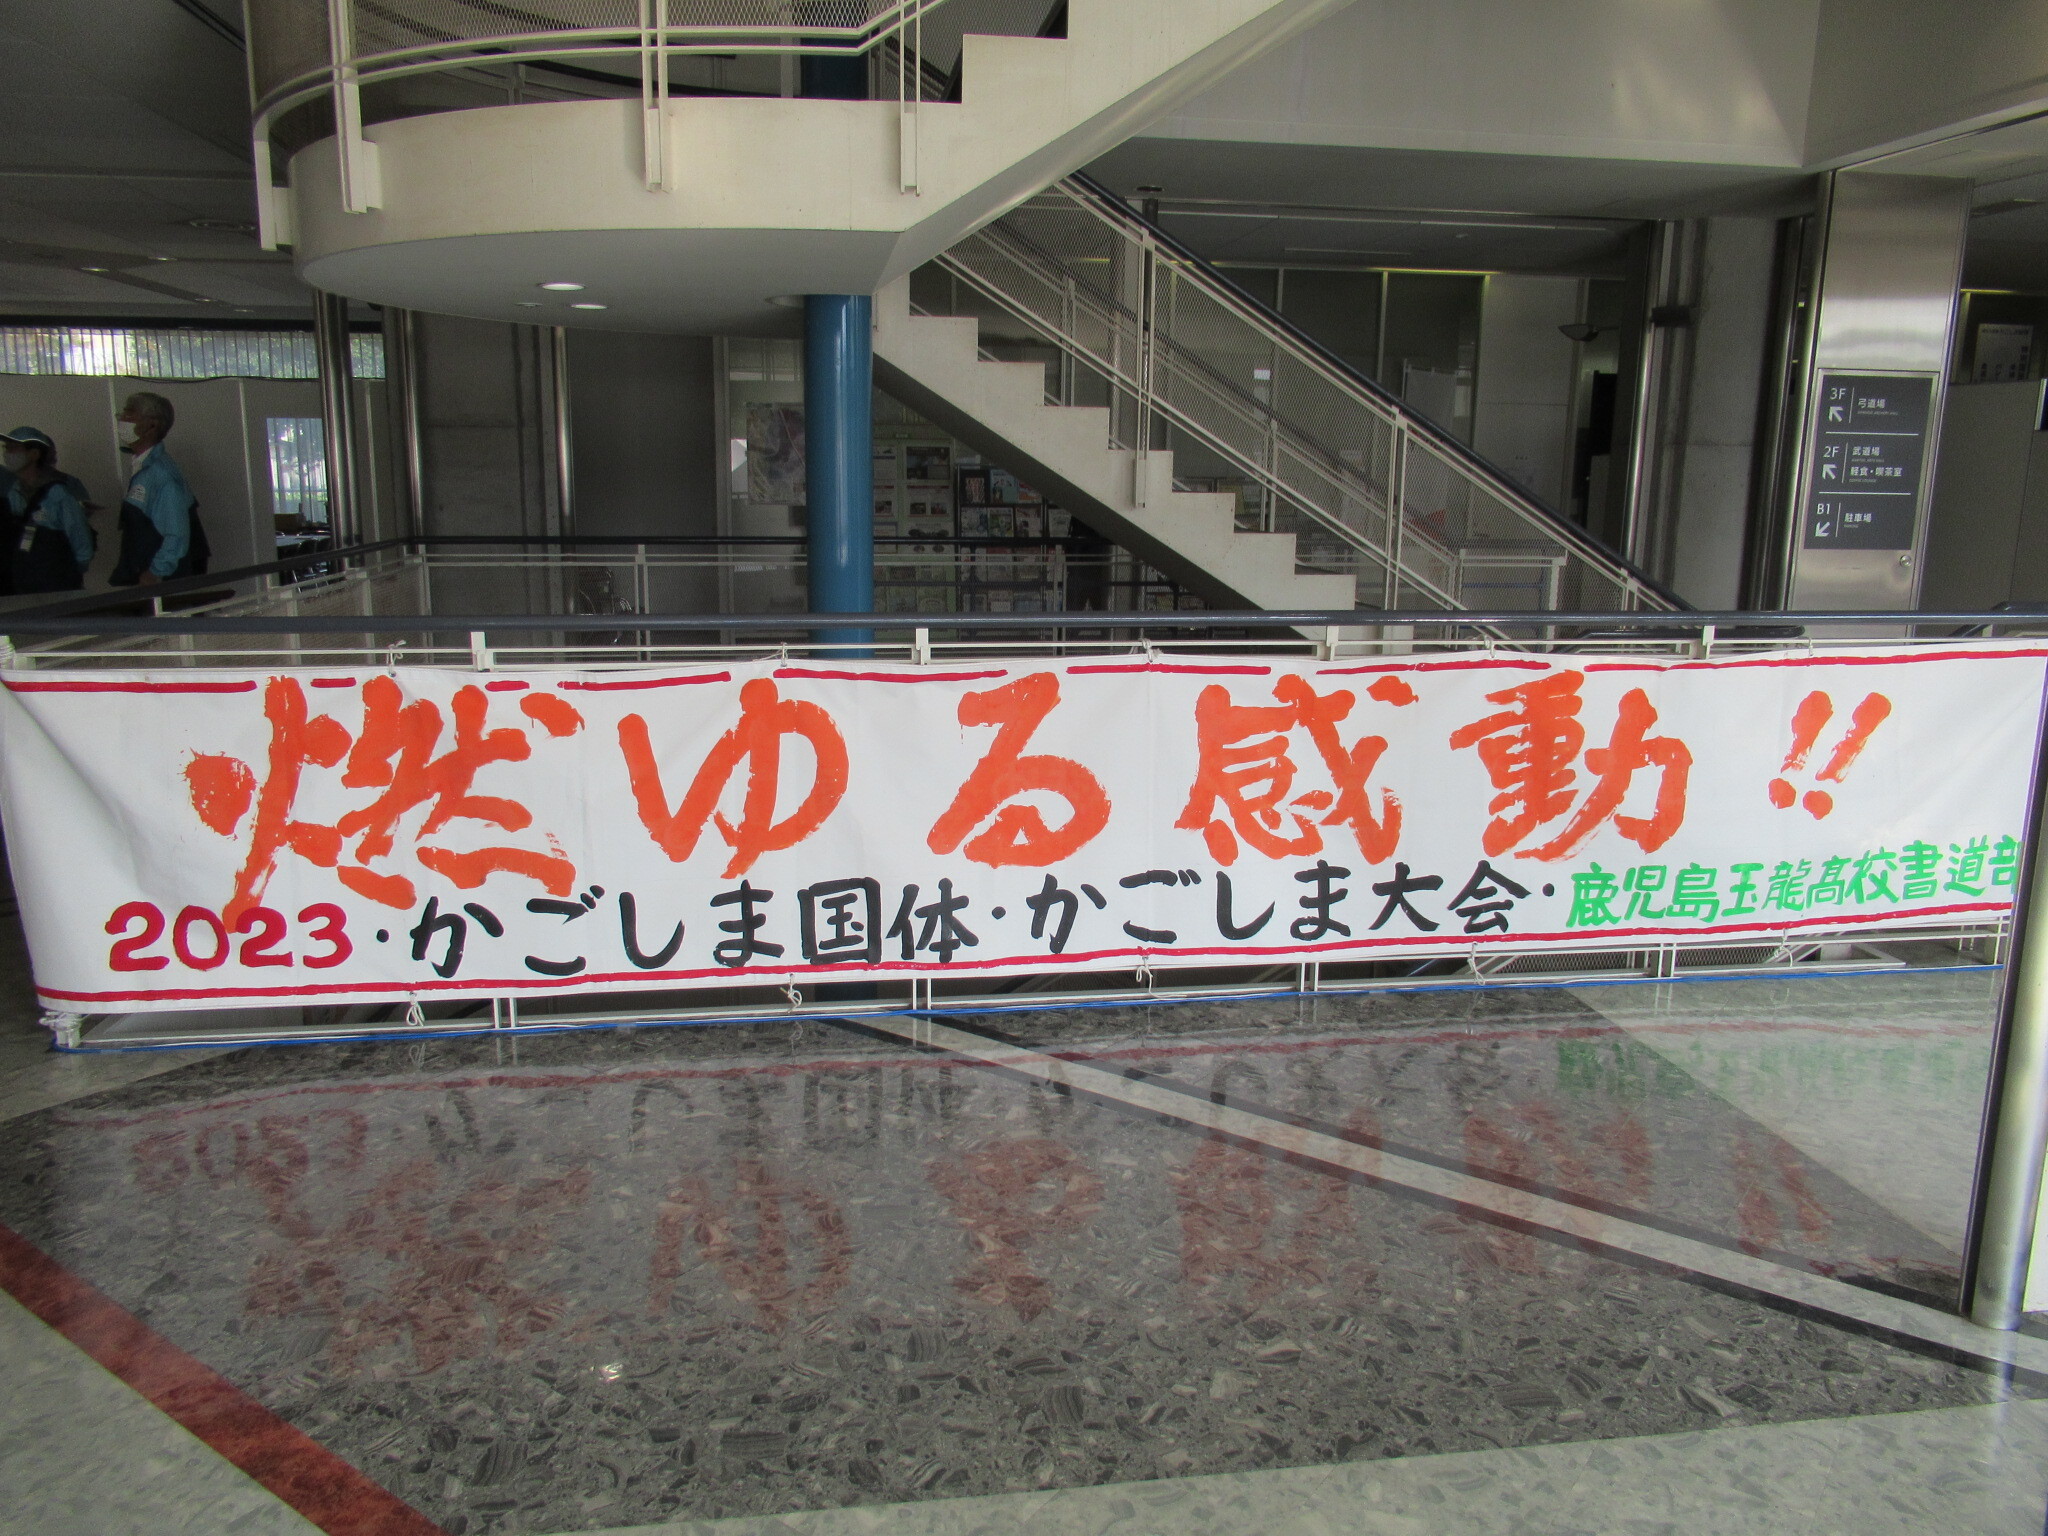 3F 弓道場
2F 武道場
軽食・喫茶室
B1 駐車場
燃ゆる感動!!
2023・かごしま国体・かごしま大会・鹿児島玉龍高校書道部